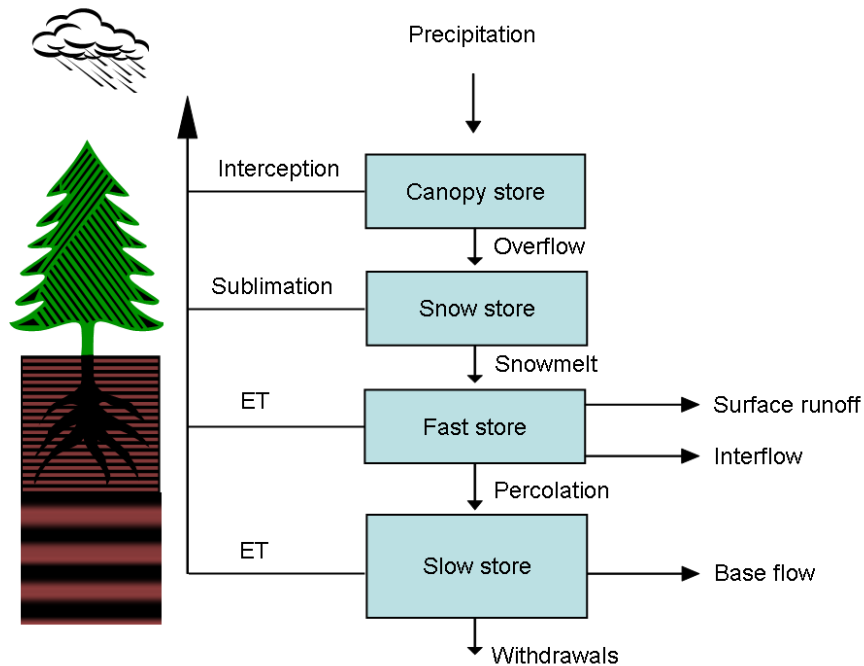 Precipitation
Interception
Canopy store
Overflow
Sublimation
Snow store
Snowmelt
ET
Fast store
Surface runoff
Interflow
Percolation
ET
Slow store
Base flow
Withdrawals